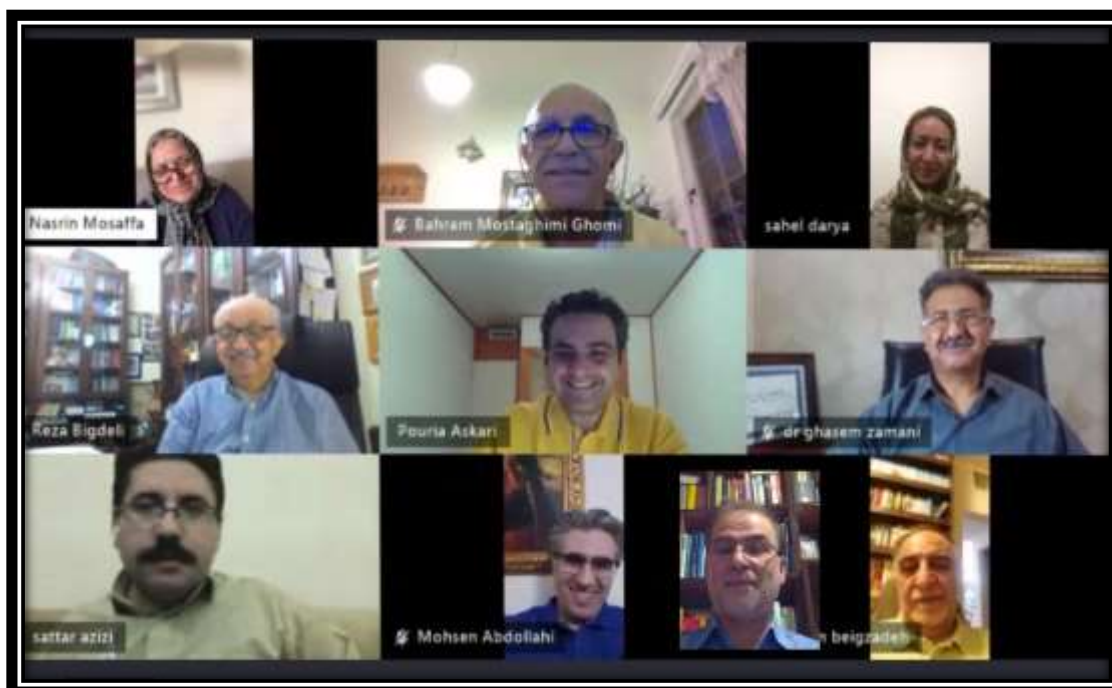 Nasrin Mosaffa
Bahram Mostaghimi Ghomi
sahel darya
Reza Bigdeli
Pouria Askari
dr ghasem zamani
sattar azizi
Mohsen Abdollahi
beigzadeh